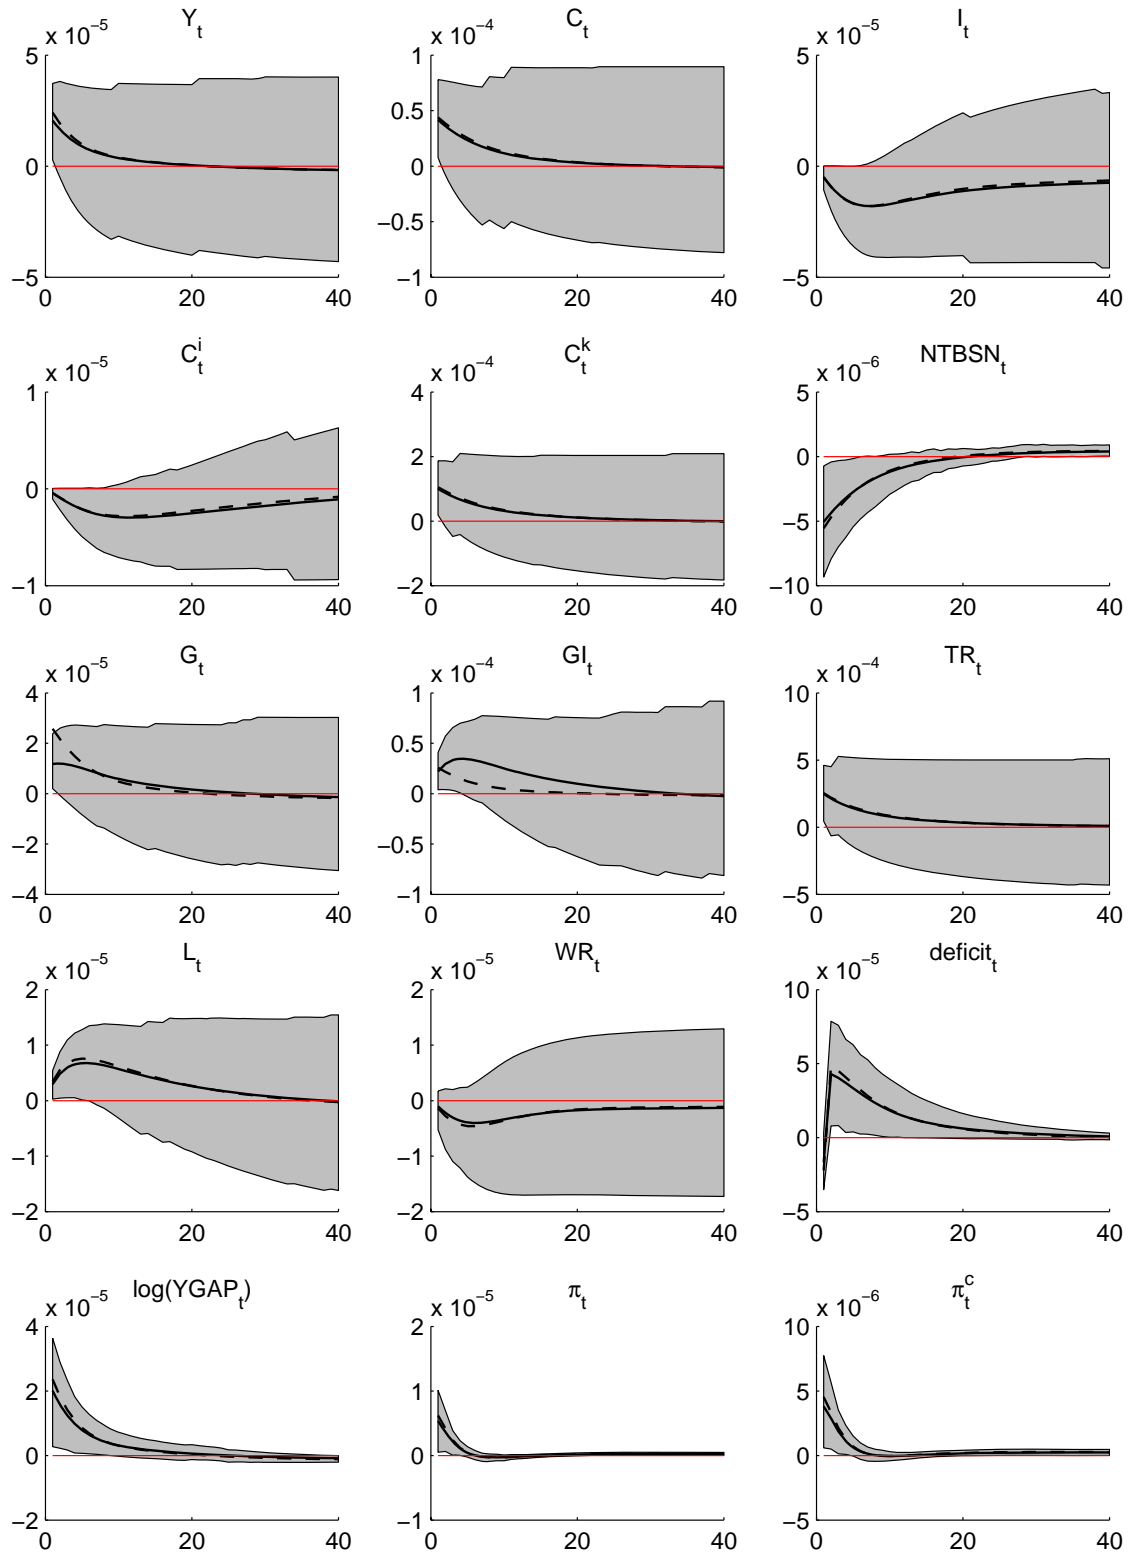 Y_t
x 10^−5
5
0
−5
0 20 40
C_t
x 10^−4
1
0.5
0
−0.5
−1
0 20 40
I_t
x 10^−5
5
0
−5
0 20 40
C_t^i
x 10^−5
1
0
−1
0 20 40
C_t^k
x 10^−4
4
2
0
−2
0 20 40
NTBSN_t
x 10^−6
5
0
−5
−10
0 20 40
G_t
x 10^−5
4
2
0
−2
−4
0 20 40
GI_t
x 10^−4
1
0.5
0
−0.5
−1
0 20 40
TR_t
x 10^−4
10
5
0
−5
0 20 40
L_t
x 10^−5
2
1
0
−1
−2
0 20 40
WR_t
x 10^−5
2
1
0
−1
−2
0 20 40
deficit_t
x 10^−5
10
5
0
−5
0 20 40
log(YGAP_t)
x 10^−5
4
2
0
−2
0 20 40
π_t
x 10^−5
2
1
0
−1
0 20 40
π_t^c
x 10^−6
10
5
0
−5
0 20 40